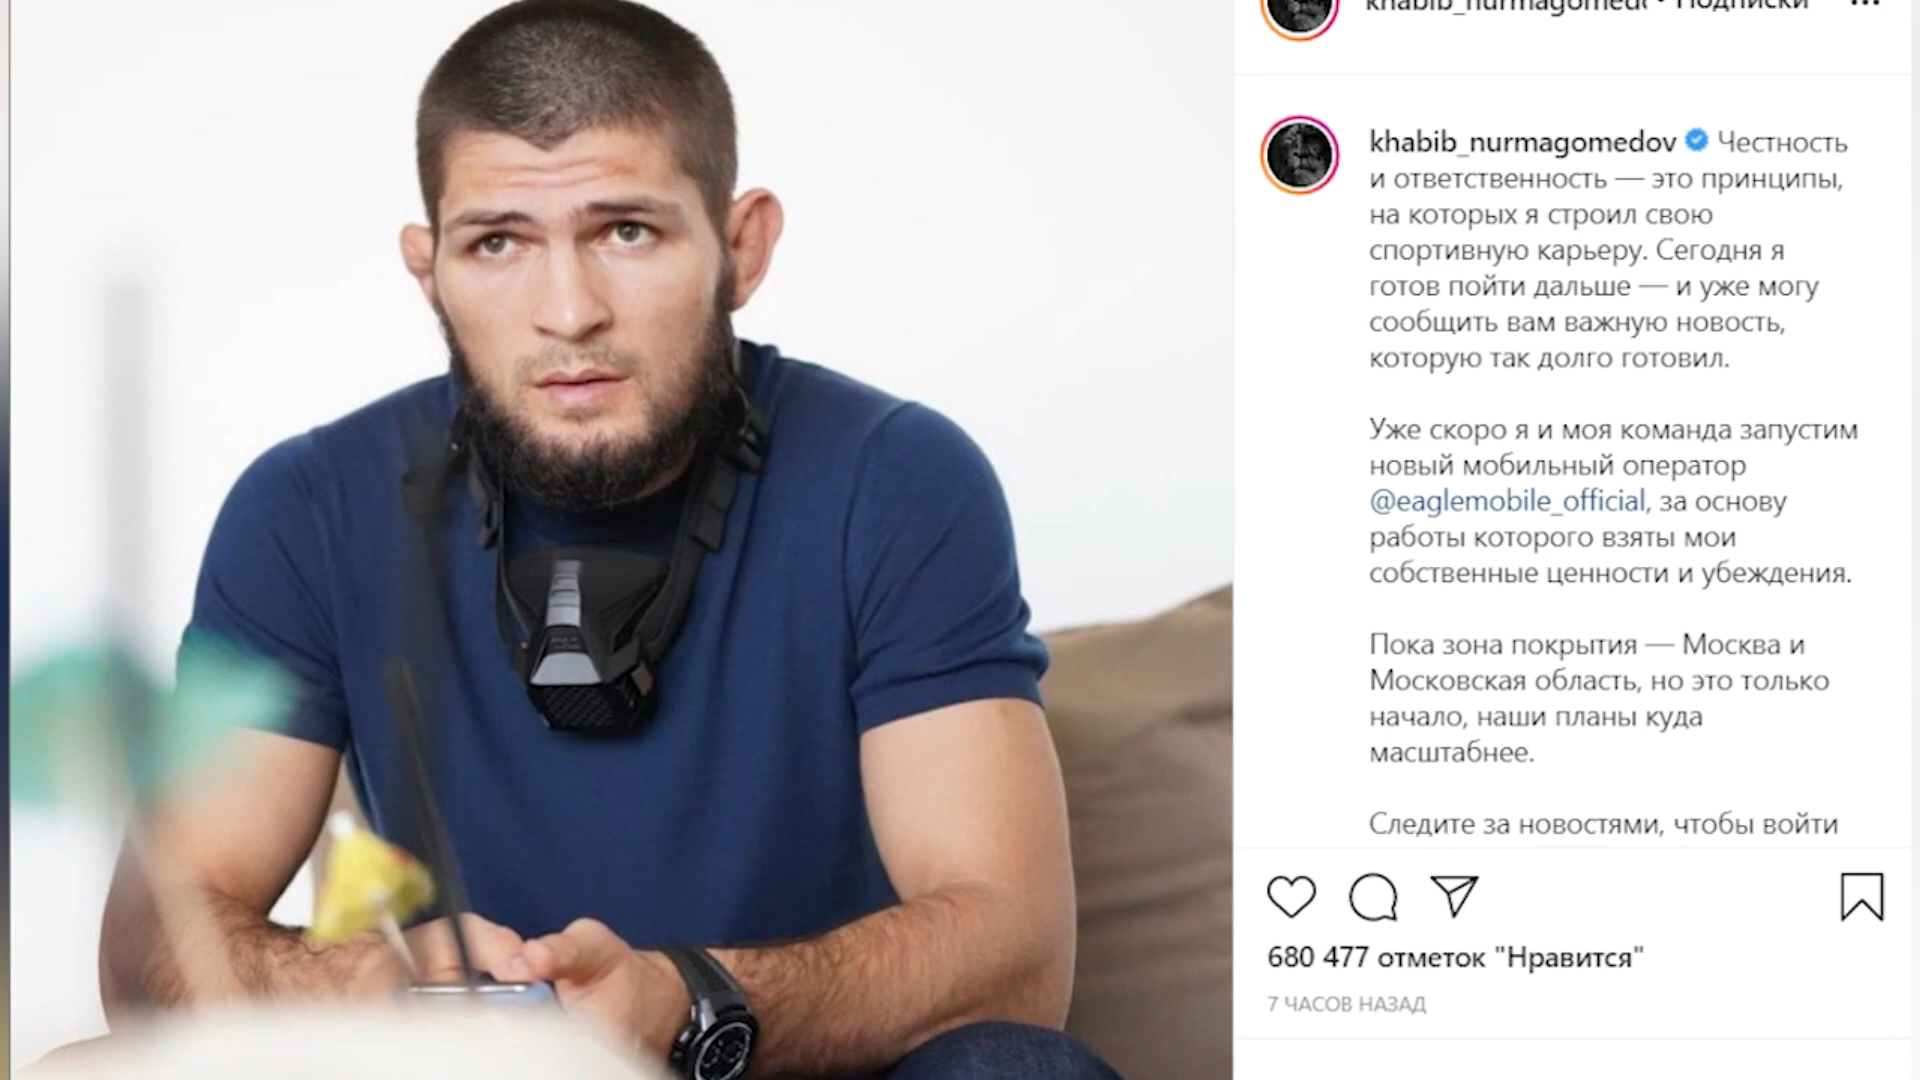 khabib_nurmagomed • Подписки
khabib_nurmagomedov Честность
и ответственность — это принципы,
на которых я строил свою
спортивную карьеру. Сегодня я
готов пойти дальше — и уже могу
сообщить вам важную новость,
которую так долго готовил.
Уже скоро я и моя команда запустим
новый мобильный оператор
@eaglemobile_official, за основу
работы которого взяты мои
собственные ценности и убеждения.
Пока зона покрытия — Москва и
Московская область, но это только
начало, наши планы куда
масштабнее.
Следите за новостями, чтобы войти
680 477 отметок "Нравится"
7 ЧАСОВ НАЗАД